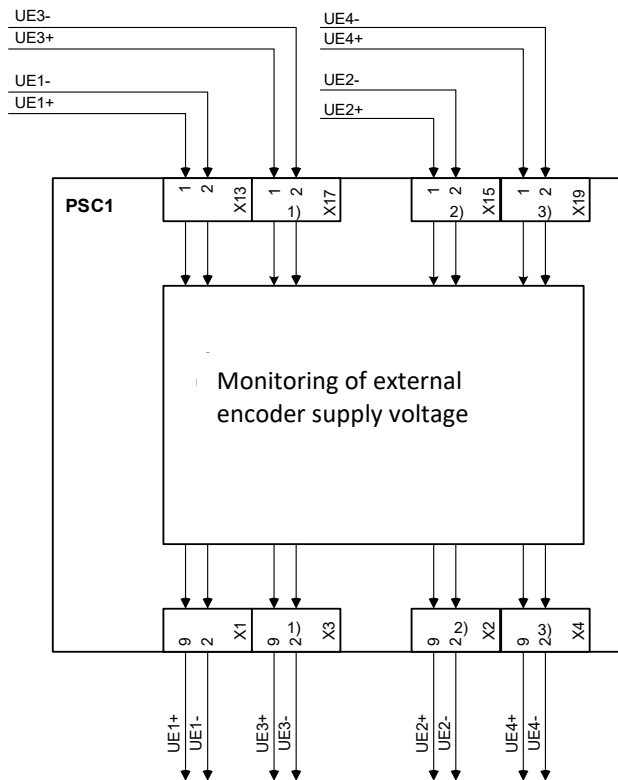 UE3-
UE3+
UE1-
UE1+
UE4-
UE4+
UE2-
UE2+
PSC1
1 2 X13
1 2 1) X17
1 2 2) X15
1 2 3) X19
Monitoring of external
encoder supply voltage
9 2 X1
9 2 1) X3
9 2 2) X2
9 2 3) X4
UE1+
UE1-
UE3+
UE3-
UE2+
UE2-
UE4+
UE4-